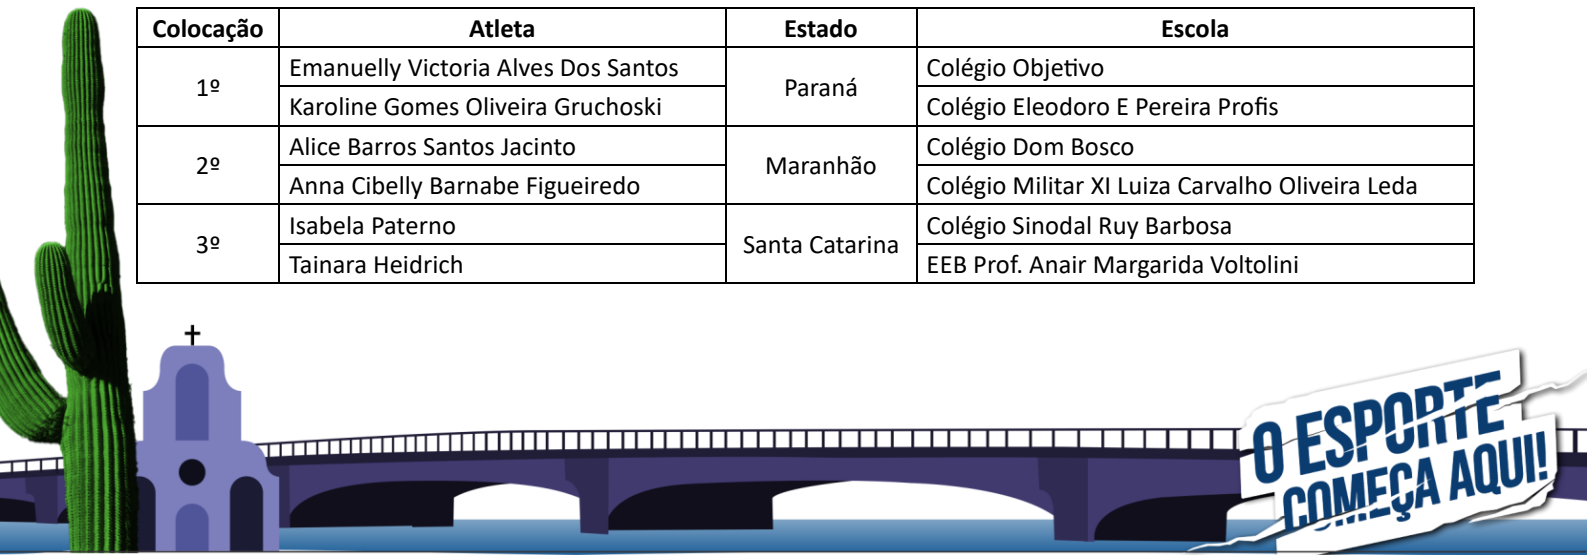 Colocação Atleta Estado Escola
1º Emanuelly Victoria Alves Dos Santos Paraná Colégio Objetivo
Karoline Gomes Oliveira Gruchoski Colégio Eleodoro E Pereira Profis
2º Alice Barros Santos Jacinto Maranhão Colégio Dom Bosco
Anna Cibelly Barnabe Figueiredo Colégio Militar XI Luiza Carvalho Oliveira Leda
3º Isabela Paterno Santa Catarina Colégio Sinodal Ruy Barbosa
Tainara Heidrich EEB Prof. Anair Margarida Voltolini
O ESPORTE
COMEÇA AQUI!